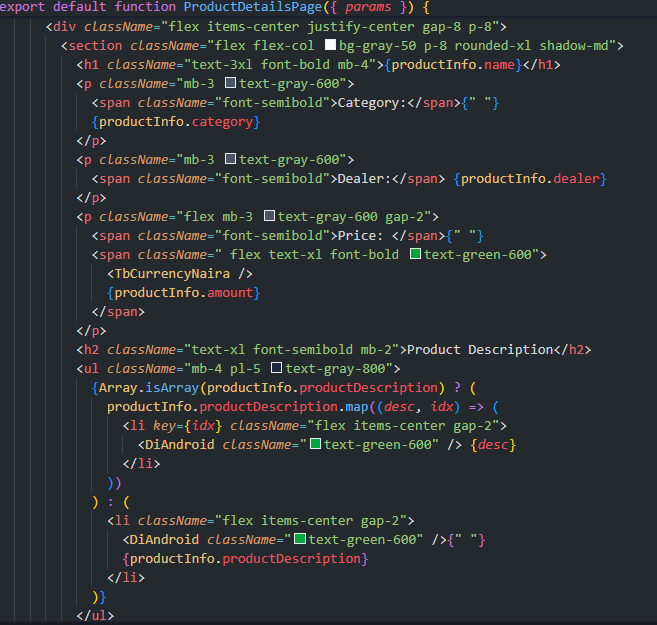 export default function ProductDetailsPage({ params }) {
<div className="flex items-center justify-center gap-8 p-8">
<section className="flex flex-col bg-gray-50 p-8 rounded-xl shadow-md">
<h1 className="text-3xl font-bold mb-4">{productInfo.name}</h1>
<p className="mb-3 text-gray-600">
<span className="font-semibold">Category:</span>{" "}
{productInfo.category}
</p>
<p className="mb-3 text-gray-600">
<span className="font-semibold">Dealer:</span> {productInfo.dealer}
</p>
<p className="flex mb-3 text-gray-600 gap-2">
<span className="font-semibold">Price: </span>{" "}
<span className=" flex text-xl font-bold text-green-600">
<TbCurrencyNaira />
{productInfo.amount}
</span>
</p>
<h2 className="text-xl font-semibold mb-2">Product Description</h2>
<ul className="mb-4 pl-5 text-gray-800">
{Array.isArray(productInfo.productDescription) ? (
productInfo.productDescription.map((desc, idx) => (
<li key={idx} className="flex items-center gap-2">
<DiAndroid className="text-green-600" /> {desc}
</li>
))
) : (
<li className="flex items-center gap-2">
<DiAndroid className="text-green-600" />{" "}
{productInfo.productDescription}
</li>
)}
</ul>